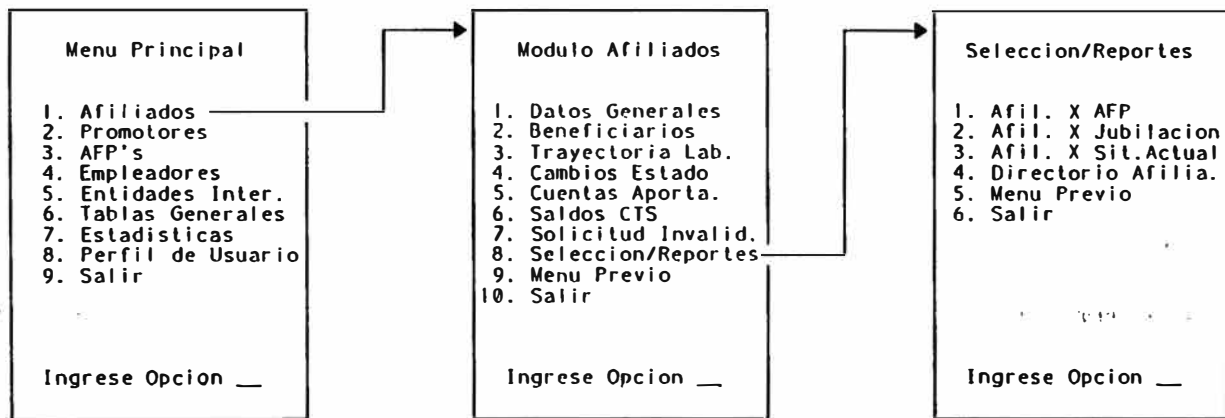 Menu Principal
1. Afiliados
2. Promotores
3. AFP's
4. Empleadores
5. Entidades Inter.
6. Tablas Generales
7. Estadisticas
8. Perfil de Usuario
9. Salir
Ingrese Opcion __
Modulo Afiliados
1. Datos Generales
2. Beneficiarios
3. Trayectoria Lab.
4. Cambios Estado
5. Cuentas Aporta.
6. Saldos CTS
7. Solicitud Invalid.
8. Seleccion/Reportes
9. Menu Previo
10. Salir
Ingrese Opcion __
Seleccion/Reportes
1. Afil. X AFP
2. Afil. X Jubilacion
3. Afil. X Sit.Actual
4. Directorio Afilia.
5. Menu Previo
6. Salir
Ingrese Opcion __